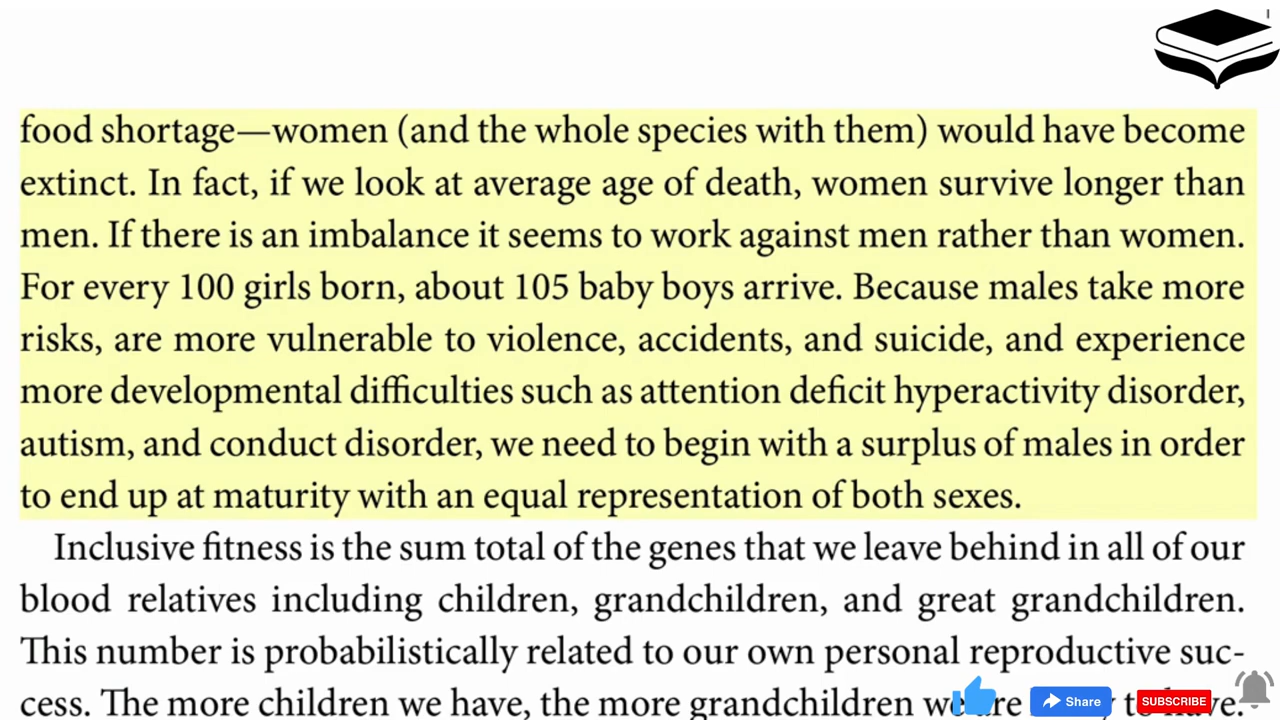 food shortage—women (and the whole species with them) would have become
extinct. In fact, if we look at average age of death, women survive longer than
men. If there is an imbalance it seems to work against men rather than women.
For every 100 girls born, about 105 baby boys arrive. Because males take more
risks, are more vulnerable to violence, accidents, and suicide, and experience
more developmental difficulties such as attention deficit hyperactivity disorder,
autism, and conduct disorder, we need to begin with a surplus of males in order
to end up at maturity with an equal representation of both sexes.
Inclusive fitness is the sum total of the genes that we leave behind in all of our
blood relatives including children, grandchildren, and great grandchildren.
This number is probabilistically related to our own personal reproductive suc-
cess. The more children we have, the more grandchildren we are to have.
Share
SUBSCRIBE